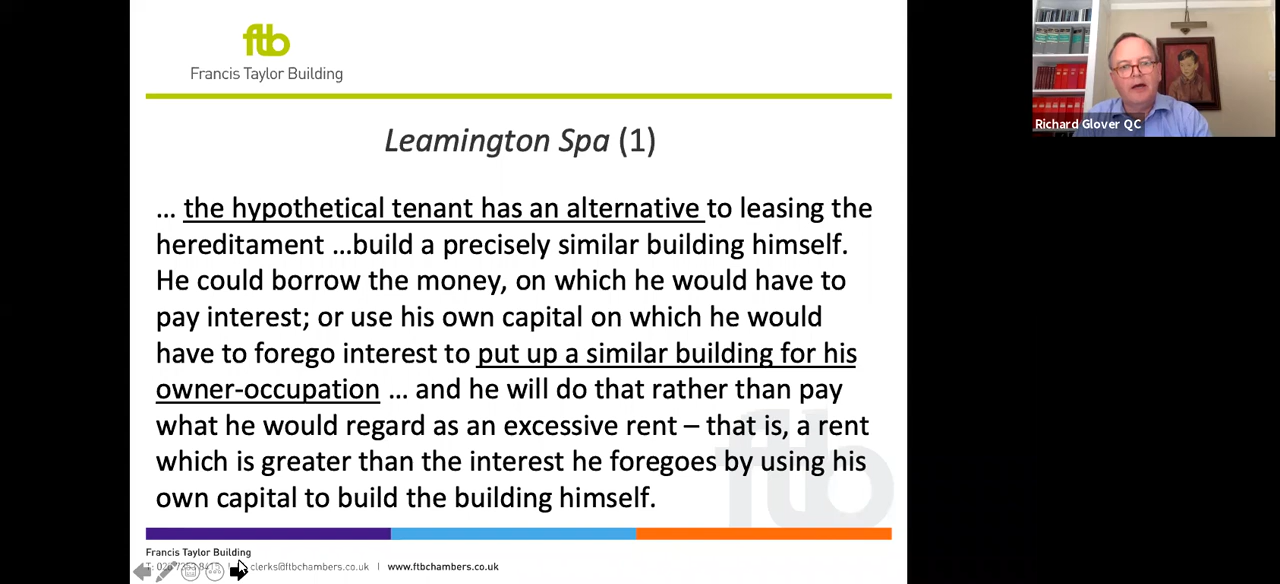 ftb
Francis Taylor Building
Richard Glover QC
Leamington Spa (1)
… the hypothetical tenant has an alternative to leasing the
hereditament …build a precisely similar building himself.
He could borrow the money, on which he would have to
pay interest; or use his own capital on which he would
have to forego interest to put up a similar building for his
owner-occupation … and he will do that rather than pay
what he would regard as an excessive rent – that is, a rent
which is greater than the interest he foregoes by using his
own capital to build the building himself.
ftb
Francis Taylor Building
clerks@ftbchambers.co.uk | www.ftbchambers.co.uk